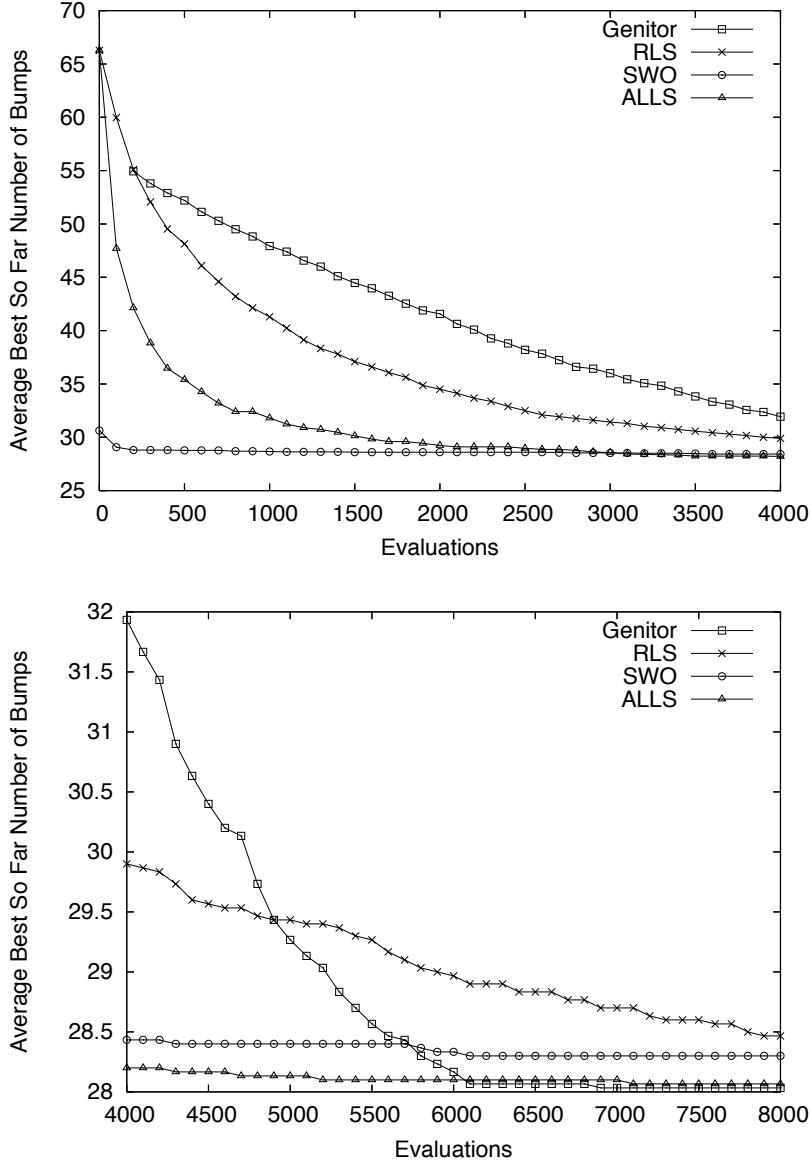 Average Best So Far Number of Bumps
70
65
60
55
50
45
40
35
30
25
Genitor
RLS
SWO
ALLS
0 500 1000 1500 2000 2500 3000 3500 4000
Evaluations
Average Best So Far Number of Bumps
32
31.5
31
30.5
30
29.5
29
28.5
28
Genitor
RLS
SWO
ALLS
4000 4500 5000 5500 6000 6500 7000 7500 8000
Evaluations